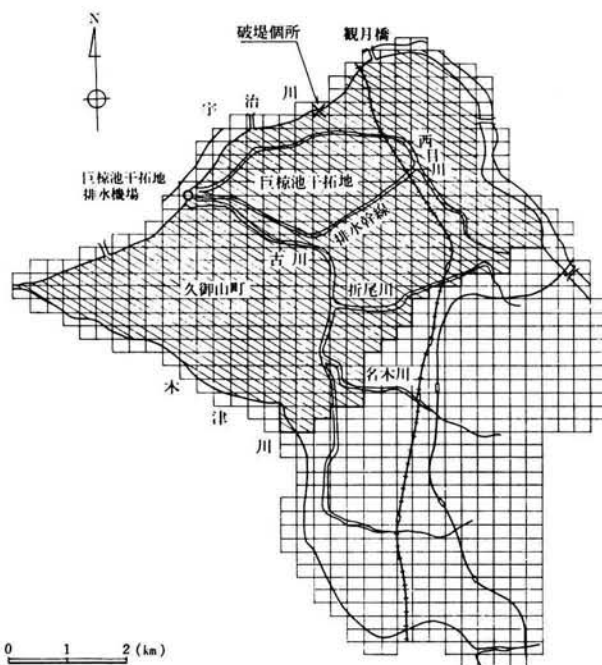 N
破堤個所
観月橋
宇治川
西目川
巨椋池干拓地
排水機場
巨椋池干拓地
排水幹線
古川
久御山町
折尾川
名木川
木津川
0 1 2 (km)